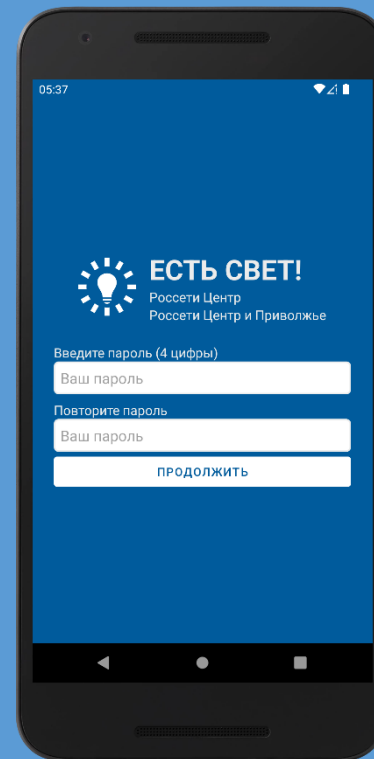 05:37
ЕСТЬ СВЕТ!
Россети Центр
Россети Центр и Приволжье
Введите пароль (4 цифры)
Ваш пароль
Повторите пароль
Ваш пароль
ПРОДОЛЖИТЬ